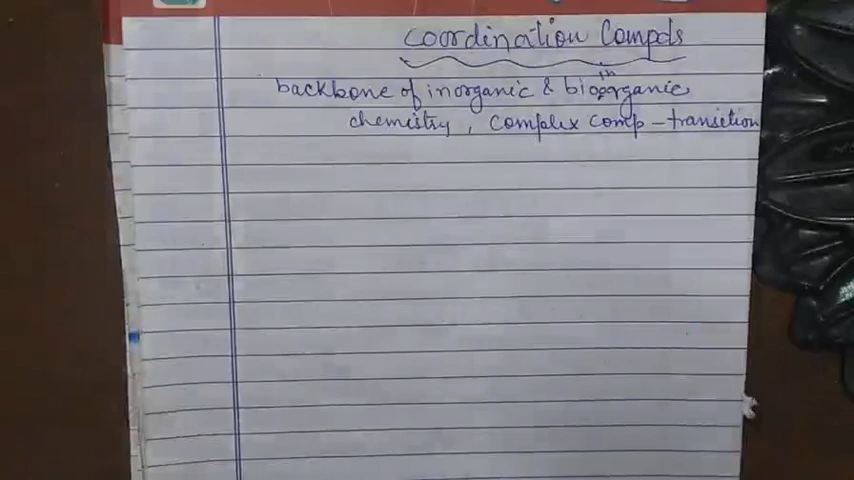 Coordination Compds
backbone of inorganic & bioinorganic
chemistry, complex comp - transition